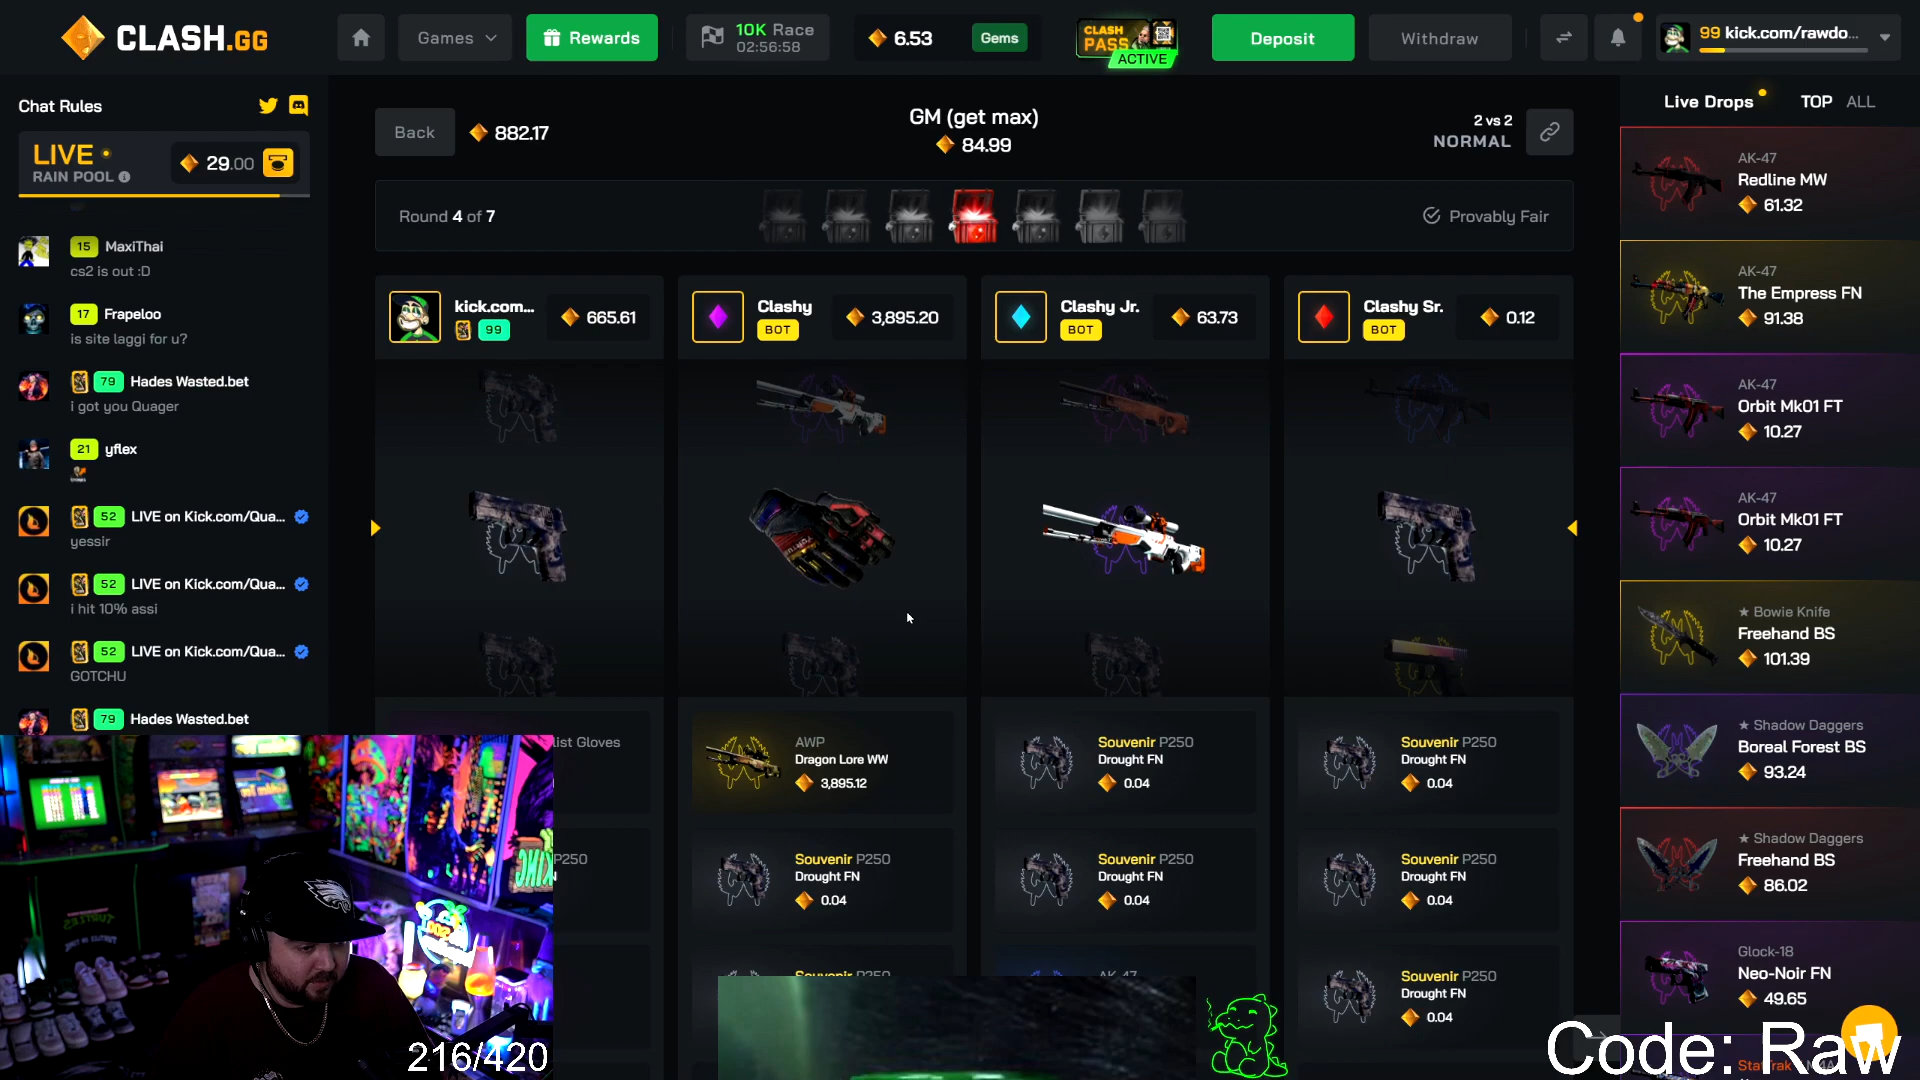 CLASH.GG
Games
Rewards
10K Race
02:56:58
6.53
Gems
CLASH
PASS
ACTIVE
Deposit
Withdraw
99 kick.com/rawdo...
Chat Rules
LIVE
RAIN POOL
29.00
15 MaxiThai
cs2 is out :D
17 Frapeloo
is site laggi for u?
79 Hades Wasted.bet
i got you Quager
21 yflex
52 LIVE on Kick.com/Qua...
yessir
52 LIVE on Kick.com/Qua...
i hit 10% assi
52 LIVE on Kick.com/Qua...
GOTCHU
79 Hades Wasted.bet
Back
882.17
GM (get max)
84.99
2 vs 2
NORMAL
Round 4 of 7
Provably Fair
kick.com...
99
665.61
Clashy
BOT
3,895.20
Clashy Jr.
BOT
63.73
Clashy Sr.
BOT
0.12
ist Gloves
P250
AWP
Dragon Lore WW
3,895.12
Souvenir P250
Drought FN
0.04
Souvenir P250
Souvenir P250
Drought FN
0.04
Souvenir P250
Drought FN
0.04
AK-47
Souvenir P250
Drought FN
0.04
Souvenir P250
Drought FN
0.04
Souvenir P250
Drought FN
0.04
Live Drops
TOP ALL
AK-47
Redline MW
61.32
AK-47
The Empress FN
91.38
AK-47
Orbit Mk01 FT
10.27
AK-47
Orbit Mk01 FT
10.27
★ Bowie Knife
Freehand BS
101.39
★ Shadow Daggers
Boreal Forest BS
93.24
★ Shadow Daggers
Freehand BS
86.02
Glock-18
Neo-Noir FN
49.65
216/420
Code: Raw